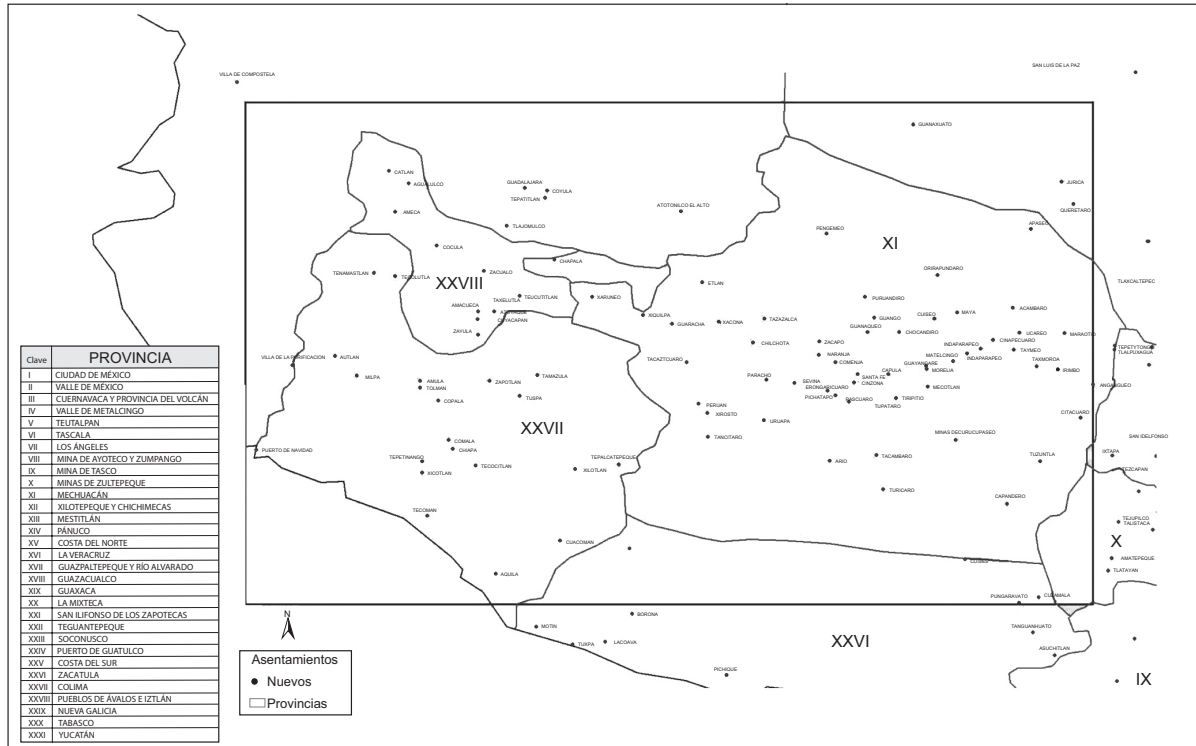 VILLA DE COMPOSTELA
SAN LUIS DE LA PAZ
GUANAXUATO
CATLAN
AGUALULCO
GUADALAJARA
COYULA
TEPATITLAN
JURICA
QUERETARO
AMECA
ATOTONILCO EL ALTO
TLAJOMULCO
PENGEMEO
APASEO
XI
COCULA
CHAPALA
TENAMASTLAN
TECOLUTLA
XXVIII
ZACUALO
ORIRAPUNDARO
ETLAN
TLAXCALTEPEC
TEUCUTITLAN
XARUNEO
TAXELUTLA
AMACUECA
CUYACAPAN
ZAYULA
PURUANDIRO
XIQUILPA
GUARACHA
XACONA
TAZAZALCA
GUANGO
CUISEO
MAYA
ACAMBARO
GUANAQUEO
CHOCANDIRO
UCAREO
MARAOTIO
CINAPECUARO
CHILCHOTA
ZACAPO
INDAPARAPEO
TAYMEO
TEPETYTONGO
TLALPUXAGUA
NARANJA
COMENJA
MATELONGO
INDAPARAPEO
GUAYANGARE
MORELIA
TAXMOROA
IRIMBO
TACAZTCUARO
VILLA DE LA PURIFICACION
AUTLAN
MILPA
AMULA
TOLMAN
ZAPOTLAN
TAMAZULA
PARACHO
SEVINA
SANTA FE
CINZONA
CAPULA
MECOTLAN
ANGANGUEO
ERONGARICUARO
PICHATAPO
PASCUARO
TIRIPITIO
TUPATARO
COPALA
TUSPA
PERUAN
XIROSTO
URUAPA
CITACUARO
XXVII
TANCITARO
MINAS DECURUCUPASEO
SAN IDELFONSO
COMALA
CHIAPA
PUERTO DE NAVIDAD
TEPETINANGO
XICOTLAN
TECOCITLAN
XILOTLAN
TEPALCATEPEQUE
ARIO
TACAMBARO
TUZUNTLA
IXTAPA
TEZCAPAN
TURICARO
CAPANDERO
TECOMAN
TEJUPILCO
TALISTACA
CUACOMAN
X
AMATEPEQUE
TLATAYAN
AQUILA
PUNGARAVATO
CUZAMALA
BORONA
MOTIN
TUXPA
LACOAVA
TANGUANHUATO
ASUCHITLAN
XXVI
PICHIQUE
IX
Clave PROVINCIA
I CIUDAD DE MÉXICO
II VALLE DE MÉXICO
III CUERNAVACA Y PROVINCIA DEL VOLCÁN
IV VALLE DE METALCINGO
V TEUTALPAN
VI TASCALA
VII LOS ÁNGELES
VIII MINA DE AYOTECO Y ZUMPANGO
IX MINA DE TASCO
X MINAS DE ZULTEPEQUE
XI MECHUACÁN
XII XILOTEPEQUE Y CHICHIMECAS
XIII MESTITLÁN
XIV PÁNUCO
XV COSTA DEL NORTE
XVI LA VERACRUZ
XVII GUAZPALTEPEQUE Y RÍO ALVARADO
XVIII GUAZACUALCO
XIX GUAXACA
XX LA MIXTECA
XXI SAN ILIFONSO DE LOS ZAPOTECAS
XXII TEGUANTEPEQUE
XXIII SOCONUSCO
XXIV PUERTO DE GUATULCO
XXV COSTA DEL SUR
XXVI ZACATULA
XXVII COLIMA
XXVIII PUEBLOS DE ÁVALOS E IZTLÁN
XXIX NUEVA GALICIA
XXX TABASCO
XXXI YUCATÁN
N
Asentamientos
Nuevos
Provincias